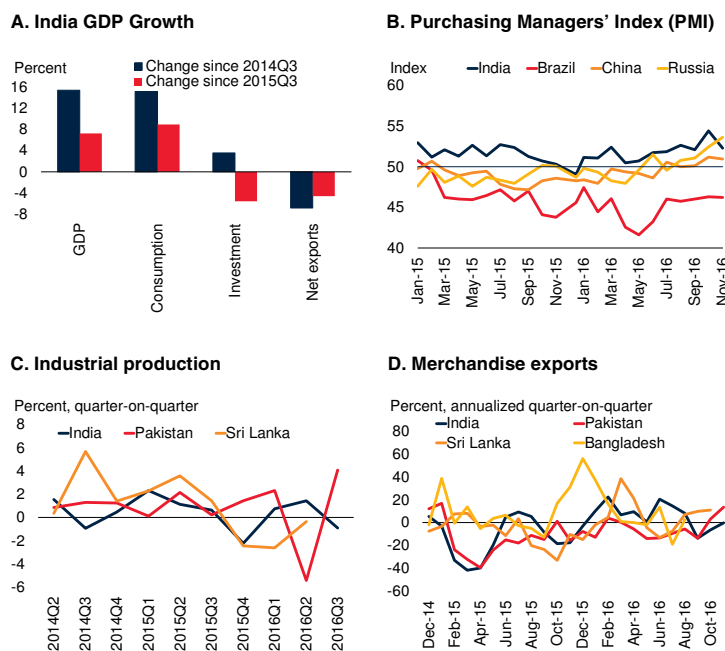 A. India GDP Growth
Percent
Change since 2014Q3
Change since 2015Q3
16
12
8
4
0
-4
-8
GDP
Consumption
Investment
Net exports
B. Purchasing Managers' Index (PMI)
Index
India
Brazil
China
Russia
60
55
50
45
40
Jan-15
Mar-15
May-15
Jul-15
Sep-15
Nov-15
Jan-16
Mar-16
May-16
Jul-16
Sep-16
Nov-16
C. Industrial production
Percent, quarter-on-quarter
India
Pakistan
Sri Lanka
8
6
4
2
0
-2
-4
-6
2014Q2
2014Q3
2014Q4
2015Q1
2015Q2
2015Q3
2015Q4
2016Q1
2016Q2
2016Q3
D. Merchandise exports
Percent, annualized quarter-on-quarter
India
Pakistan
Sri Lanka
Bangladesh
80
60
40
20
0
-20
-40
-60
Dec-14
Feb-15
Apr-15
Jun-15
Aug-15
Oct-15
Dec-15
Feb-16
Apr-16
Jun-16
Aug-16
Oct-16